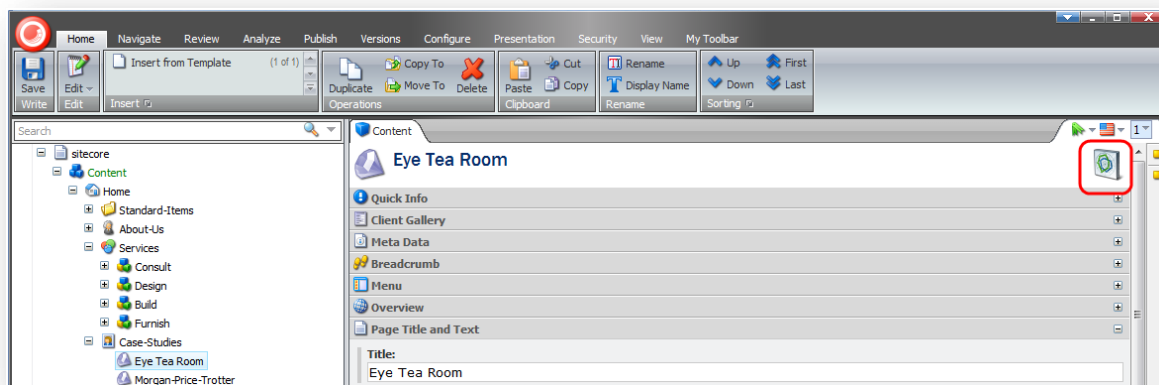 Home Navigate Review Analyze Publish Versions Configure Presentation Security View My Toolbar
Save
Write
Edit
Edit
Insert from Template (1 of 1)
Insert
Duplicate
Copy To
Move To
Delete
Operations
Paste
Cut
Copy
Clipboard
Rename
Display Name
Rename
Up
Down
First
Last
Sorting
Search
sitecore
Content
Home
Standard-Items
About-Us
Services
Consult
Design
Build
Furnish
Case-Studies
Eye Tea Room
Morgan-Price-Trotter
Content
1
Eye Tea Room
Quick Info
Client Gallery
Meta Data
Breadcrumb
Menu
Overview
Page Title and Text
Title:
Eye Tea Room